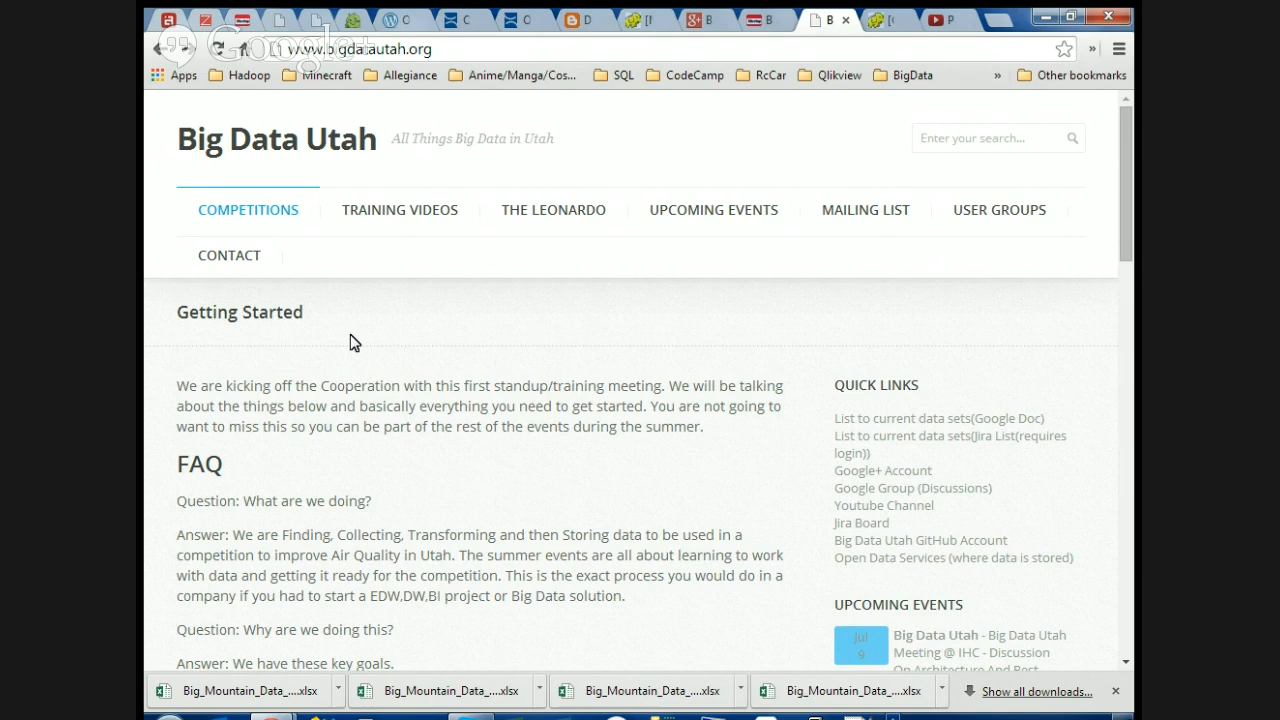 B
[
C
C
O
D
[
B
B
B
[
P
Google+
www.bigdatautah.org
»
Apps
Hadoop
Minecraft
Allegiance
Anime/Manga/Cos...
SQL
CodeCamp
RcCar
Qlikview
BigData
»
Other bookmarks
Big Data Utah
All Things Big Data in Utah
Enter your search...
COMPETITIONS
TRAINING VIDEOS
THE LEONARDO
UPCOMING EVENTS
MAILING LIST
USER GROUPS
CONTACT
Getting Started
We are kicking off the Cooperation with this first standup/training meeting. We will be talking
about the things below and basically everything you need to get started. You are not going to
want to miss this so you can be part of the rest of the events during the summer.
FAQ
Question: What are we doing?
Answer: We are Finding, Collecting, Transforming and then Storing data to be used in a
competition to improve Air Quality in Utah. The summer events are all about learning to work
with data and getting it ready for the competition. This is the exact process you would do in a
company if you had to start a EDW,DW,BI project or Big Data solution.
Question: Why are we doing this?
Answer: We have these key goals.
QUICK LINKS
List to current data sets(Google Doc)
List to current data sets(Jira List(requires
login))
Google+ Account
Google Group (Discussions)
Youtube Channel
Jira Board
Big Data Utah GitHub Account
Open Data Services (where data is stored)
UPCOMING EVENTS
Jul
9
Big Data Utah - Big Data Utah
Meeting @ IHC - Discussion
On Architecture And Best
Big_Mountain_Data_....xlsx
Big_Mountain_Data_....xlsx
Big_Mountain_Data_....xlsx
Big_Mountain_Data_....xlsx
Show all downloads...